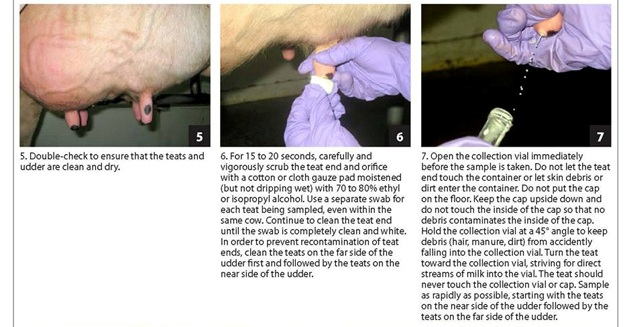 5
6
7
5. Double-check to ensure that the teats and
udder are clean and dry.
6. For 15 to 20 seconds, carefully and
vigorously scrub the teat end and orifice
with a cotton or cloth gauze pad moistened
(but not dripping wet) with 70 to 80% ethyl
or isopropyl alcohol. Use a separate swab for
each teat being sampled, even within the
same cow. Continue to clean the teat end
until the swab is completely clean and white.
In order to prevent recontamination of teat
ends, clean the teats on the far side of the
udder first and followed by the teats on the
near side of the udder.
7. Open the collection vial immediately
before the sample is taken. Do not let the teat
end touch the container or let skin debris or
dirt enter the container. Do not put the cap
on the floor. Keep the cap upside down and
do not touch the inside of the cap so that no
debris contaminates the inside of the cap.
Hold the collection vial at a 45° angle to keep
debris (hair, manure, dirt) from accidently
falling into the collection vial. Turn the teat
toward the collection vial, striving for direct
streams of milk into the vial. The teat should
never touch the collection vial or cap. Sample
as rapidly as possible, starting with the teats
on the near side of the udder followed by the
teats on the far side of the udder.